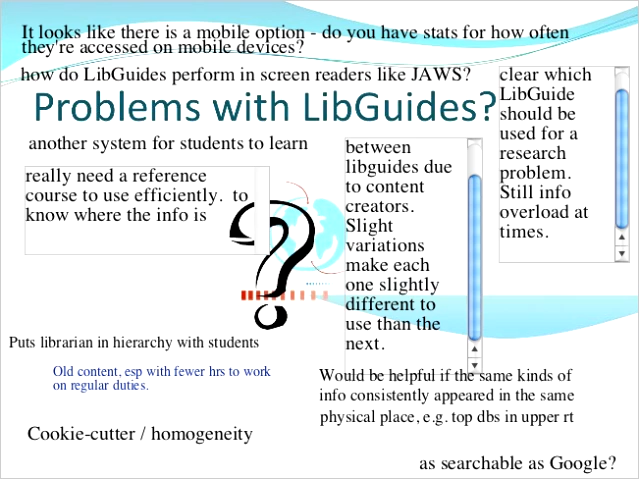 It looks like there is a mobile option - do you have stats for how often
they're accessed on mobile devices?
how do LibGuides perform in screen readers like JAWS?
Problems with LibGuides?
clear which
LibGuide
should be
used for a
research
problem.
Still info
overload at
times.
another system for students to learn
really need a reference
course to use efficiently. to
know where the info is
between
libguides due
to content
creators.
Slight
variations
make each
one slightly
different to
use than the
next.
Puts librarian in hierarchy with students
Old content, esp with fewer hrs to work
on regular duties.
Would be helpful if the same kinds of
info consistently appeared in the same
physical place, e.g. top dbs in upper rt
Cookie-cutter / homogeneity
as searchable as Google?